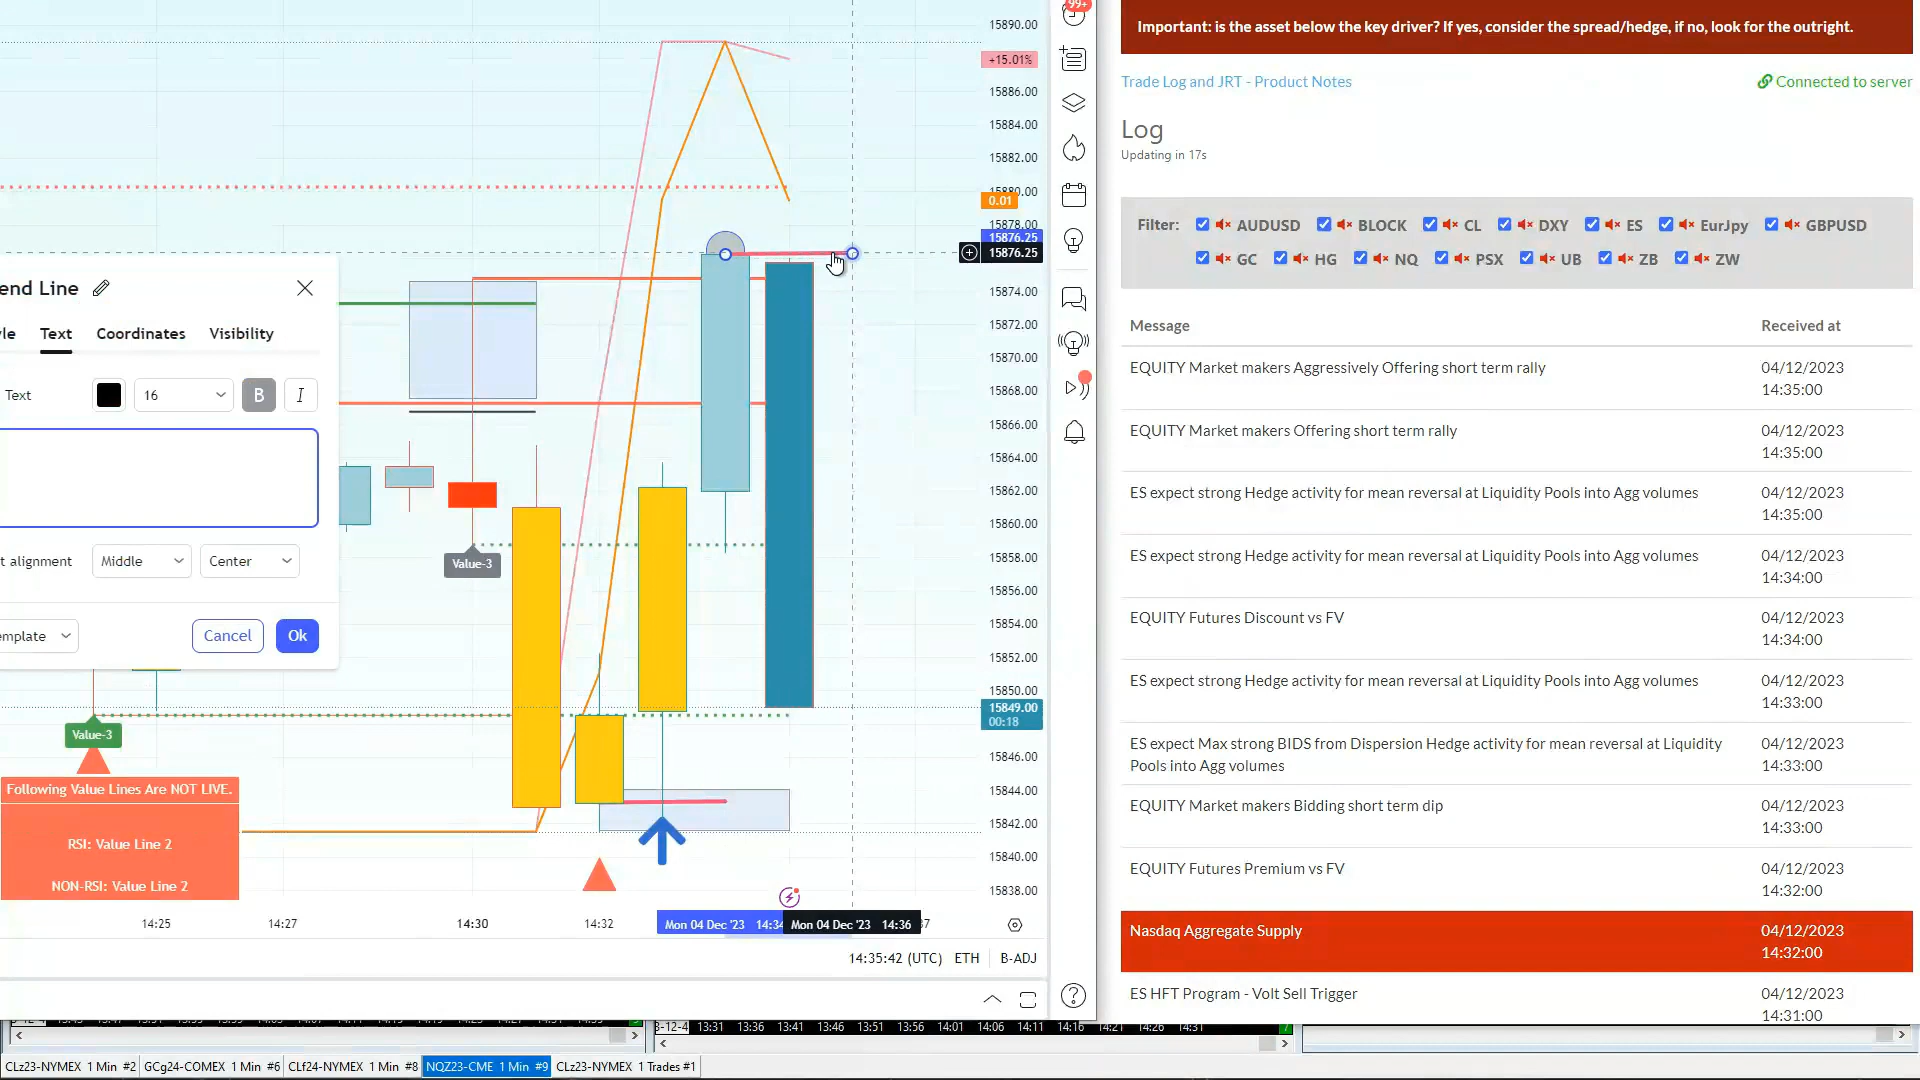 15890.00
99+
+15.01%
15886.00
15884.00
15882.00
0.01
15878.00
15876.25
15876.25
15874.00
15872.00
15870.00
15868.00
15866.00
15864.00
15862.00
15860.00
15858.00
15856.00
15854.00
15852.00
15850.00
15849.00
00:18
15846.00
15844.00
15842.00
15840.00
15838.00
end Line
Text
Coordinates
Visibility
Text
16
B
I
t alignment
Middle
Center
Cancel
Ok
Value-3
Value-3
Following Value Lines Are NOT LIVE.
RSI: Value Line 2
NON-RSI: Value Line 2
14:25
14:27
14:30
14:32
Mon 04 Dec '23 14:34
Mon 04 Dec '23 14:36
14:35:42 (UTC)
ETH
B-ADJ
Important: is the asset below the key driver? If yes, consider the spread/hedge, if no, look for the outright.
Trade Log and JRT - Product Notes
Connected to server
Log
Updating in 17s
Filter:
AUDUSD
BLOCK
CL
DXY
ES
EurJpy
GBPUSD
GC
HG
NQ
PSX
UB
ZB
ZW
Message
Received at
EQUITY Market makers Aggressively Offering short term rally
04/12/2023
14:35:00
EQUITY Market makers Offering short term rally
04/12/2023
14:35:00
ES expect strong Hedge activity for mean reversal at Liquidity Pools into Agg volumes
04/12/2023
14:35:00
ES expect strong Hedge activity for mean reversal at Liquidity Pools into Agg volumes
04/12/2023
14:34:00
EQUITY Futures Discount vs FV
04/12/2023
14:34:00
ES expect strong Hedge activity for mean reversal at Liquidity Pools into Agg volumes
04/12/2023
14:33:00
ES expect Max strong BIDS from Dispersion Hedge activity for mean reversal at Liquidity
Pools into Agg volumes
04/12/2023
14:33:00
EQUITY Market makers Bidding short term dip
04/12/2023
14:33:00
EQUITY Futures Premium vs FV
04/12/2023
14:32:00
Nasdaq Aggregate Supply
04/12/2023
14:32:00
ES HFT Program - Volt Sell Trigger
04/12/2023
14:31:00
13:31 13:36 13:41 13:46 13:51 13:56 14:01 14:06 14:11 14:16 14:21 14:26 14:31
CLz23-NYMEX 1 Min #2
GCg24-COMEX 1 Min #6
CLf24-NYMEX 1 Min #8
NQZ23-CME 1 Min #9
CLz23-NYMEX 1 Trades #1